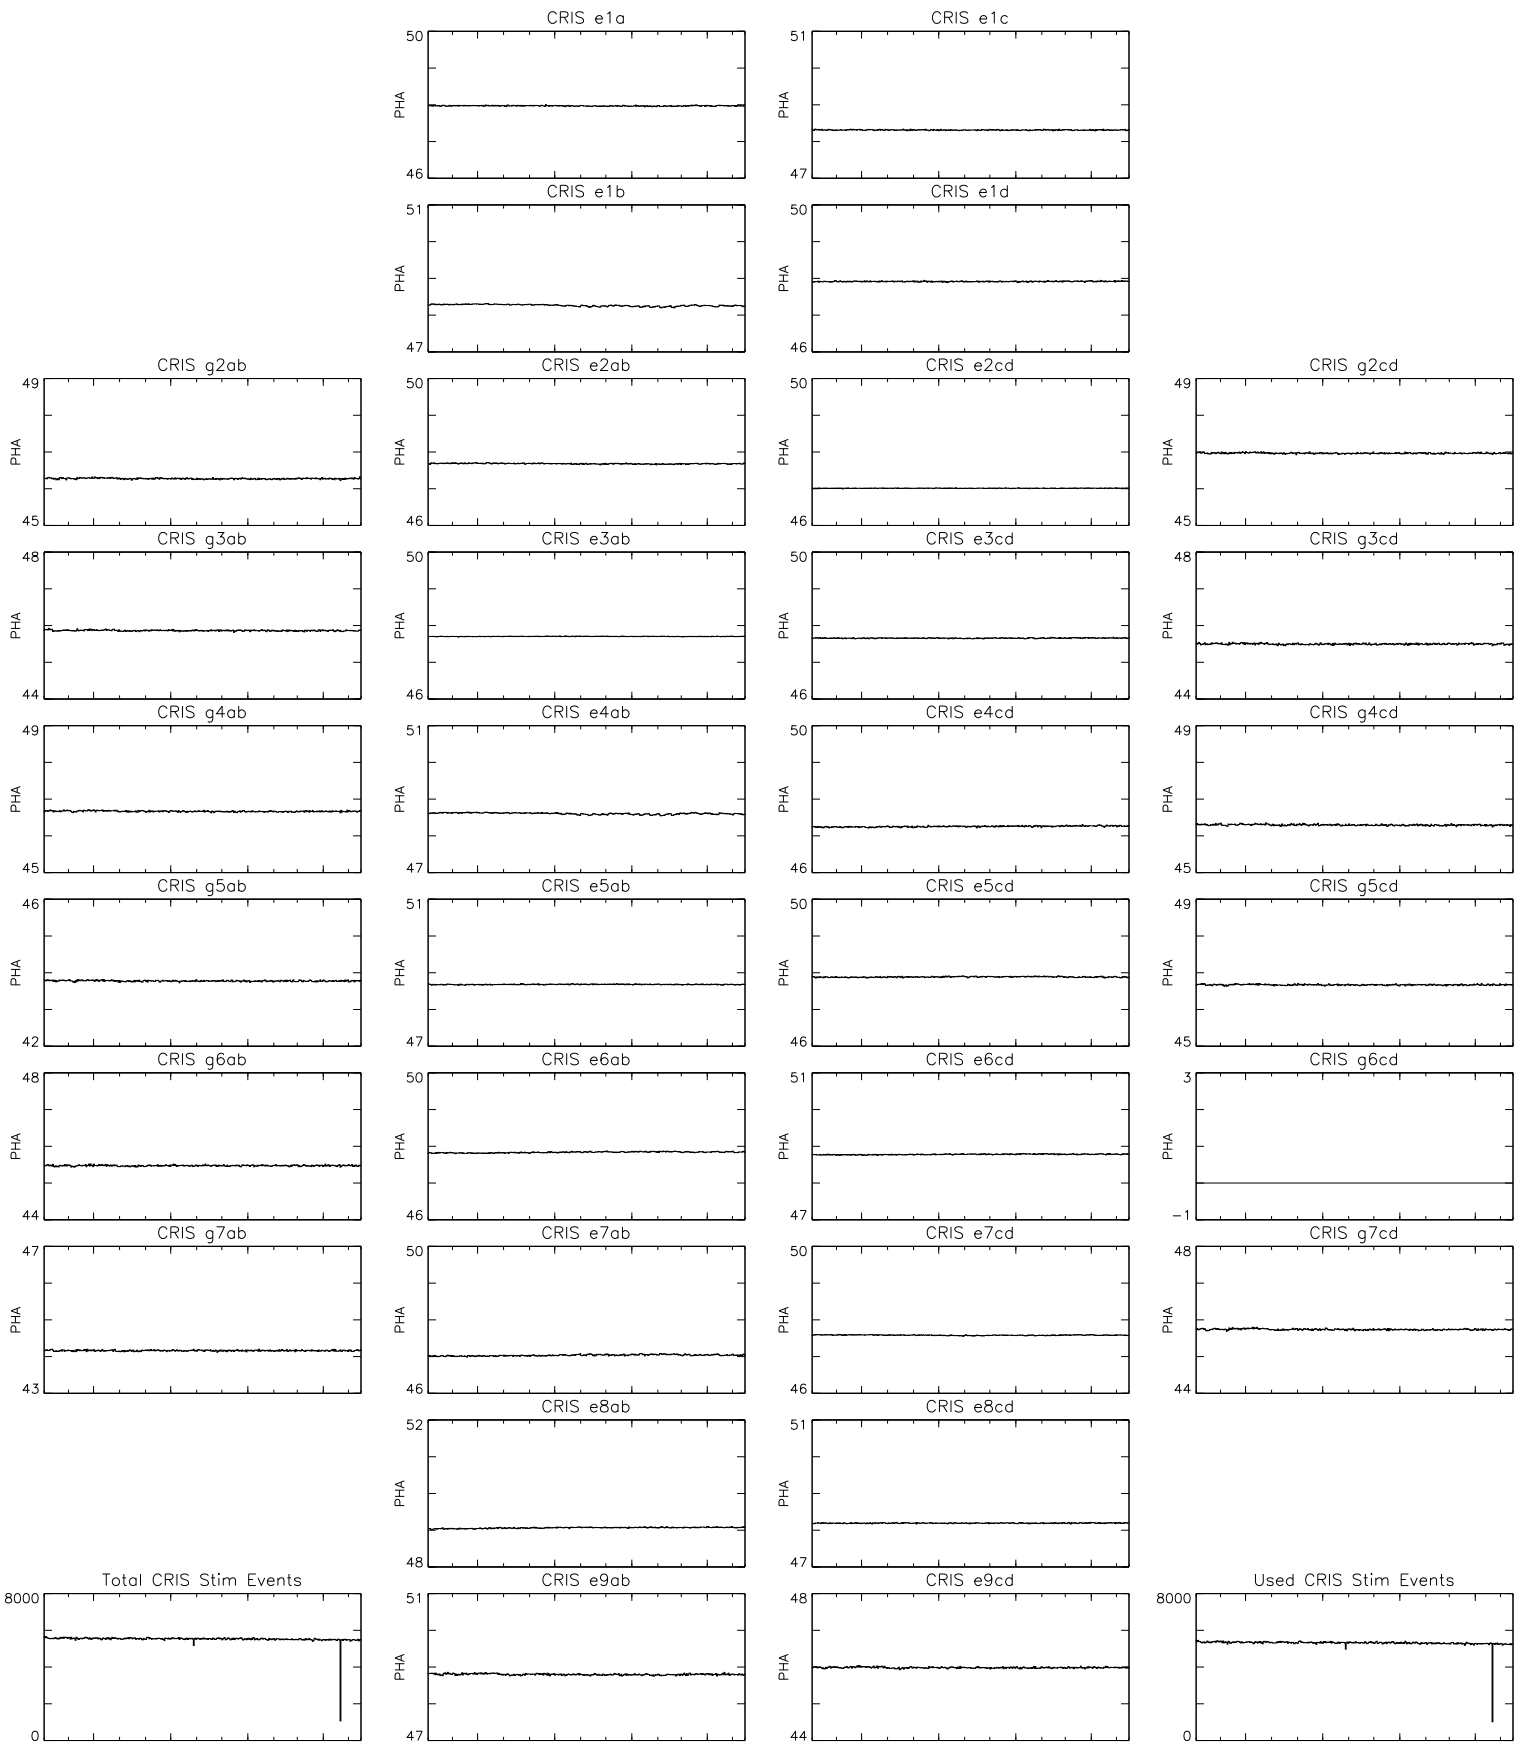 CRIS e1a
50
PHA
46
CRIS e1c
51
PHA
47
CRIS e1b
51
PHA
47
CRIS e1d
50
PHA
46
CRIS g2ab
49
PHA
45
CRIS e2ab
50
PHA
46
CRIS e2cd
50
PHA
46
CRIS g2cd
49
PHA
45
CRIS g3ab
48
PHA
44
CRIS e3ab
50
PHA
46
CRIS e3cd
50
PHA
46
CRIS g3cd
48
PHA
44
CRIS g4ab
49
PHA
45
CRIS e4ab
51
PHA
47
CRIS e4cd
50
PHA
46
CRIS g4cd
49
PHA
45
CRIS g5ab
46
PHA
42
CRIS e5ab
51
PHA
47
CRIS e5cd
50
PHA
46
CRIS g5cd
49
PHA
45
CRIS g6ab
48
PHA
44
CRIS e6ab
50
PHA
46
CRIS e6cd
51
PHA
47
CRIS g6cd
3
PHA
−1
CRIS g7ab
47
PHA
43
CRIS e7ab
50
PHA
46
CRIS e7cd
50
PHA
46
CRIS g7cd
48
PHA
44
CRIS e8ab
52
PHA
48
CRIS e8cd
51
PHA
47
Total CRIS Stim Events
8000
0
CRIS e9ab
51
PHA
47
CRIS e9cd
48
PHA
44
Used CRIS Stim Events
8000
0